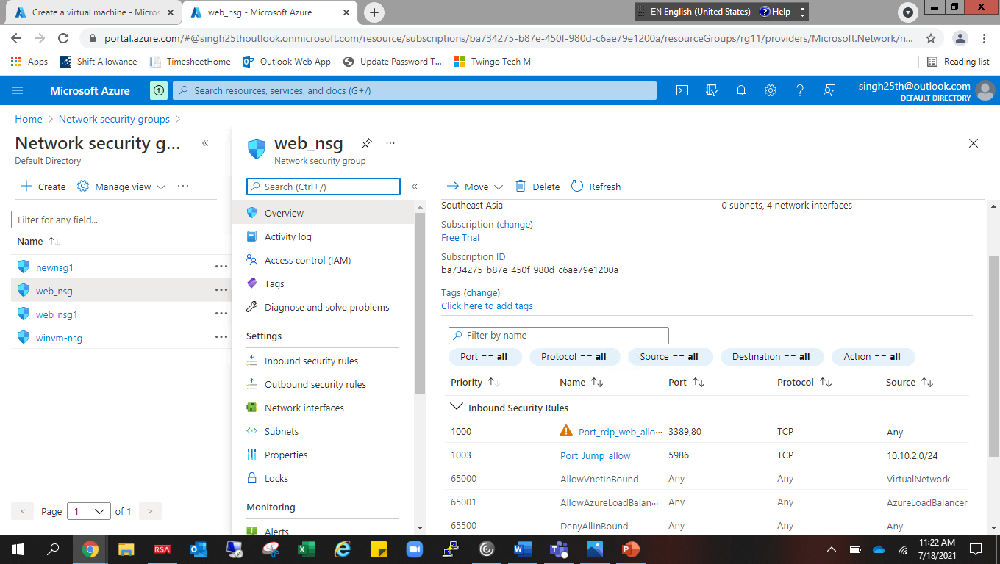 Create a virtual machine - Micros
web_nsg - Microsoft Azure
EN English (United States) Help
portal.azure.com/#@singh25thoutlook.onmicrosoft.com/resource/subscriptions/ba734275-b87e-450f-980d-c6ae79e1200a/resourceGroups/rg11/providers/Microsoft.Network/n...
Apps Shift Allowance TimesheetHome Outlook Web App Update Password T... Twingo Tech M Reading list
Microsoft Azure
Search resources, services, and docs (G+/)
singh25th@outlook.com
DEFAULT DIRECTORY
Home > Network security groups >
Network security g...
Default Directory
Create Manage view ...
Filter for any field...
Name
newnsg1
web_nsg
web_nsg1
winvm-nsg
< Page 1 of 1 >
web_nsg
Network security group
Search (Ctrl+/)
Overview
Activity log
Access control (IAM)
Tags
Diagnose and solve problems
Settings
Inbound security rules
Outbound security rules
Network interfaces
Subnets
Properties
Locks
Monitoring
Alerts
Move Delete Refresh
Southeast Asia 0 subnets, 4 network interfaces
Subscription (change)
Free Trial
Subscription ID
ba734275-b87e-450f-980d-c6ae79e1200a
Tags (change)
Click here to add tags
Filter by name
Port == all Protocol == all Source == all Destination == all Action == all
Priority Name Port Protocol Source
Inbound Security Rules
1000 Port_rdp_web_allo... 3389,80 TCP Any
1003 Port_Jump_allow 5986 TCP 10.10.2.0/24
65000 AllowVnetInBound Any Any VirtualNetwork
65001 AllowAzureLoadBalan... Any Any AzureLoadBalancer
65500 DenyAllInBound Any Any Any
RSA
11:22 AM
7/18/2021